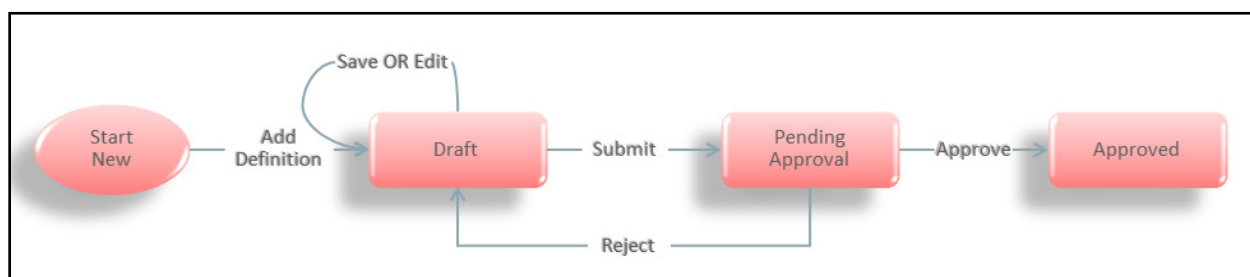 Save OR Edit
Start
New
Add
Definition
Draft
Submit
Pending
Approval
Approve
Approved
Reject